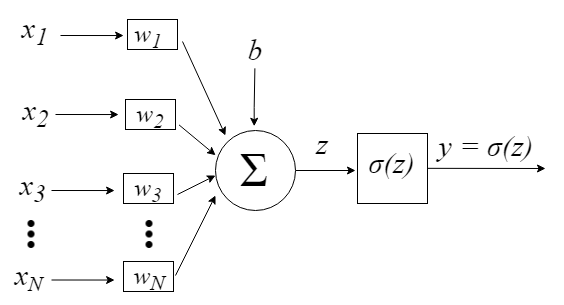 x1 w1
b
x2 w2
z
y = σ(z)
Σ
σ(z)
x3 w3
xN wN